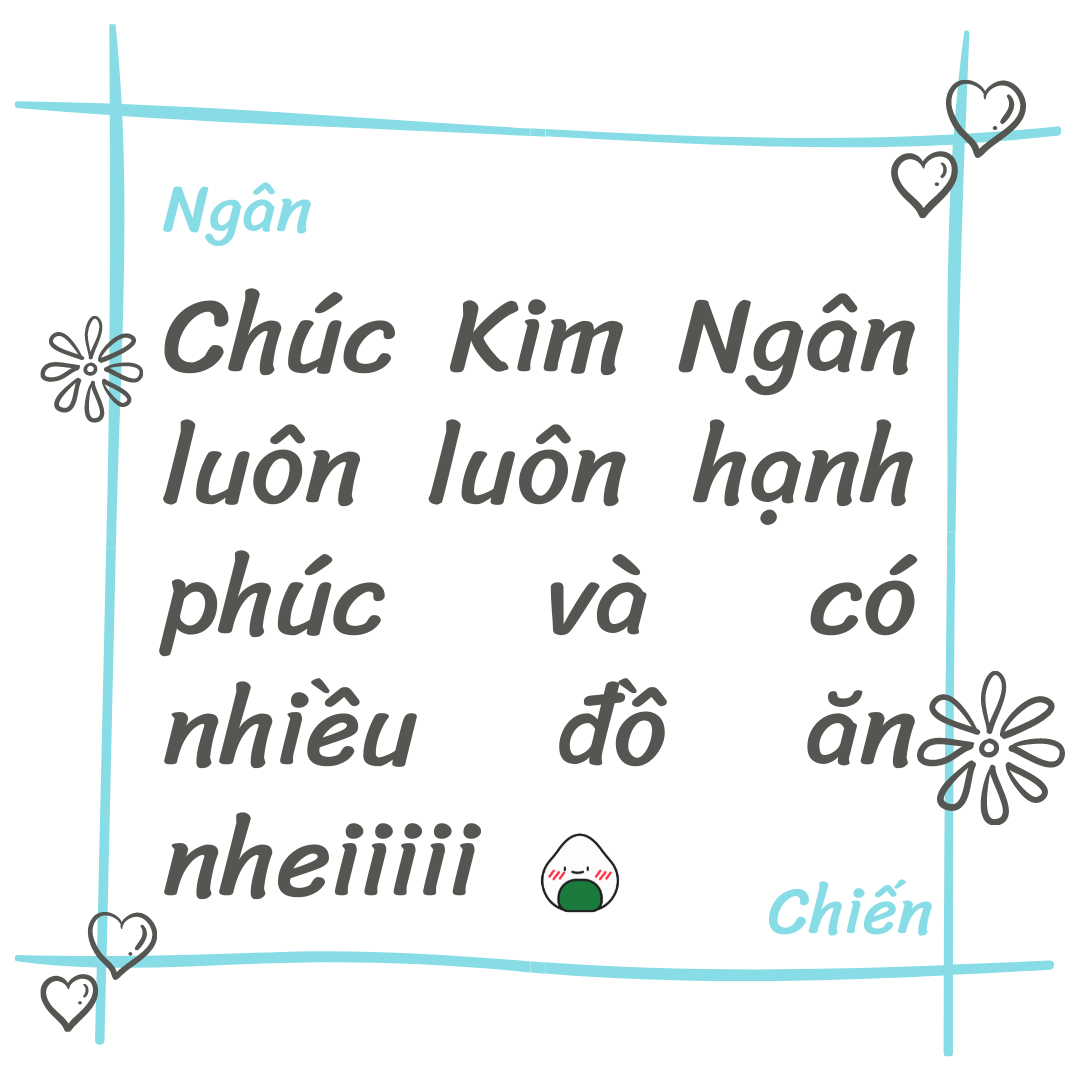 Ngân
Chúc Kim Ngân
luôn luôn hạnh
phúc và có
nhiều đồ ăn
nheiiiii
Chiến